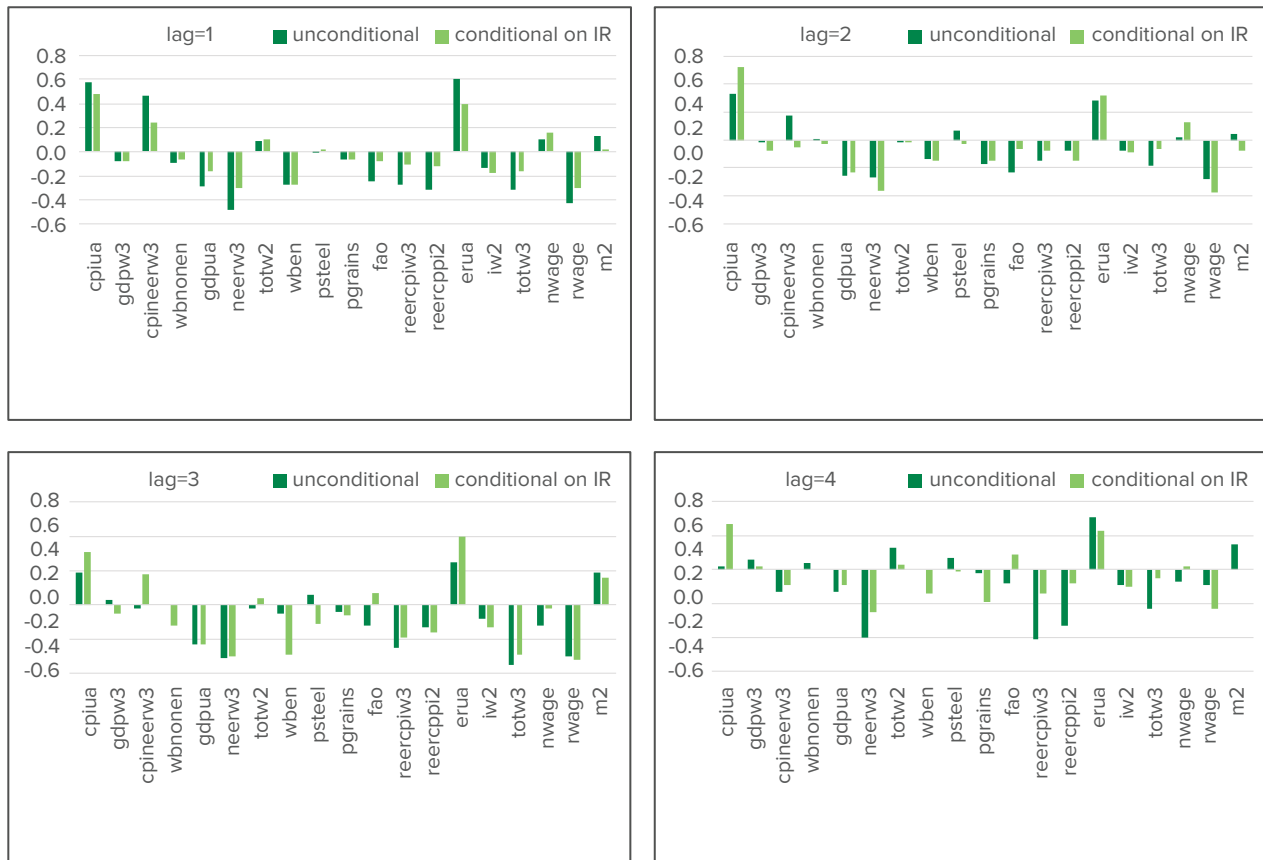 lag=1 unconditional conditional on IR
0.8
0.6
0.4
0.2
0.0
-0.2
-0.4
-0.6
cpiua
gdpw3
cpineerw3
wbnonen
gdpua
neerw3
totw2
wben
psteel
pgrains
fao
reercpiw3
reercppi2
erua
iw2
totw3
nwage
rwage
m2
lag=2 unconditional conditional on IR
0.8
0.6
0.4
0.2
0.0
-0.2
-0.4
-0.6
cpiua
gdpw3
cpineerw3
wbnonen
gdpua
neerw3
totw2
wben
psteel
pgrains
fao
reercpiw3
reercppi2
erua
iw2
totw3
nwage
rwage
m2
lag=3 unconditional conditional on IR
0.8
0.6
0.4
0.2
0.0
-0.2
-0.4
-0.6
cpiua
gdpw3
cpineerw3
wbnonen
gdpua
neerw3
totw2
wben
psteel
pgrains
fao
reercpiw3
reercppi2
erua
iw2
totw3
nwage
rwage
m2
lag=4 unconditional conditional on IR
0.8
0.6
0.4
0.2
0.0
-0.2
-0.4
-0.6
cpiua
gdpw3
cpineerw3
wbnonen
gdpua
neerw3
totw2
wben
psteel
pgrains
fao
reercpiw3
reercppi2
erua
iw2
totw3
nwage
rwage
m2